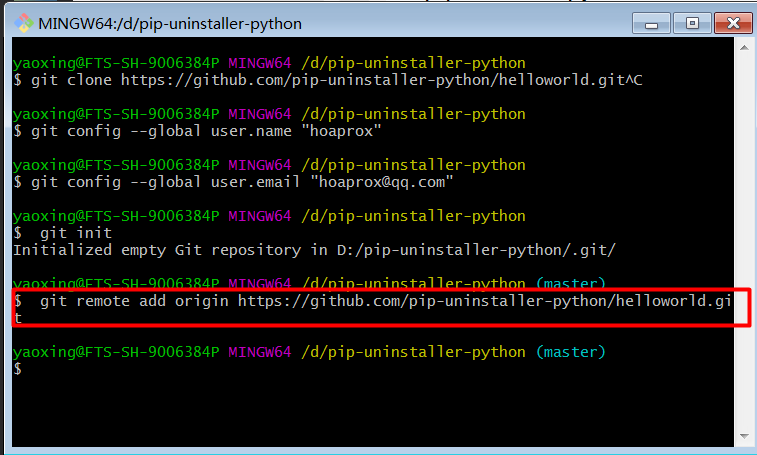 MINGW64:/d/pip-uninstaller-python
yaoxing@FTS-SH-9006384P MINGW64 /d/pip-uninstaller-python
$ git clone https://github.com/pip-uninstaller-python/helloworld.git^C
yaoxing@FTS-SH-9006384P MINGW64 /d/pip-uninstaller-python
$ git config --global user.name "hoaprox"
yaoxing@FTS-SH-9006384P MINGW64 /d/pip-uninstaller-python
$ git config --global user.email "hoaprox@qq.com"
yaoxing@FTS-SH-9006384P MINGW64 /d/pip-uninstaller-python
$  git init
Initialized empty Git repository in D:/pip-uninstaller-python/.git/
yaoxing@FTS-SH-9006384P MINGW64 /d/pip-uninstaller-python (master)
$  git remote add origin https://github.com/pip-uninstaller-python/helloworld.gi
t
yaoxing@FTS-SH-9006384P MINGW64 /d/pip-uninstaller-python (master)
$